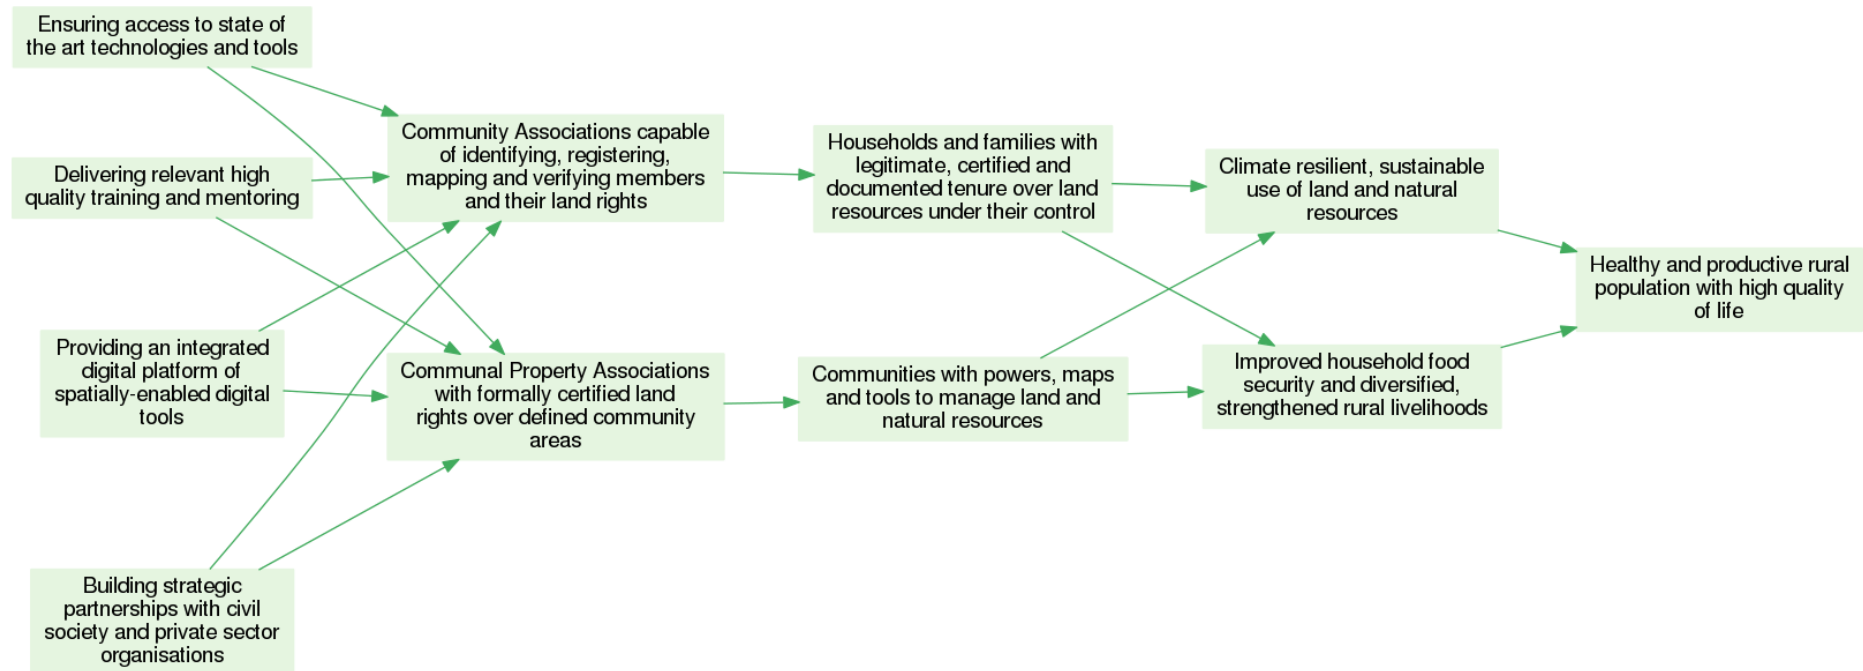 Ensuring access to state of
the art technologies and tools
Delivering relevant high
quality training and mentoring
Providing an integrated
digital platform of
spatially-enabled digital
tools
Building strategic
partnerships with civil
society and private sector
organisations
Community Associations capable
of identifying, registering,
mapping and verifying members
and their land rights
Communal Property Associations
with formally certified land
rights over defined community
areas
Households and families with
legitimate, certified and
documented tenure over land
resources under their control
Communities with powers, maps
and tools to manage land and
natural resources
Climate resilient, sustainable
use of land and natural
resources
Improved household food
security and diversified,
strengthened rural livelihoods
Healthy and productive rural
population with high quality
of life